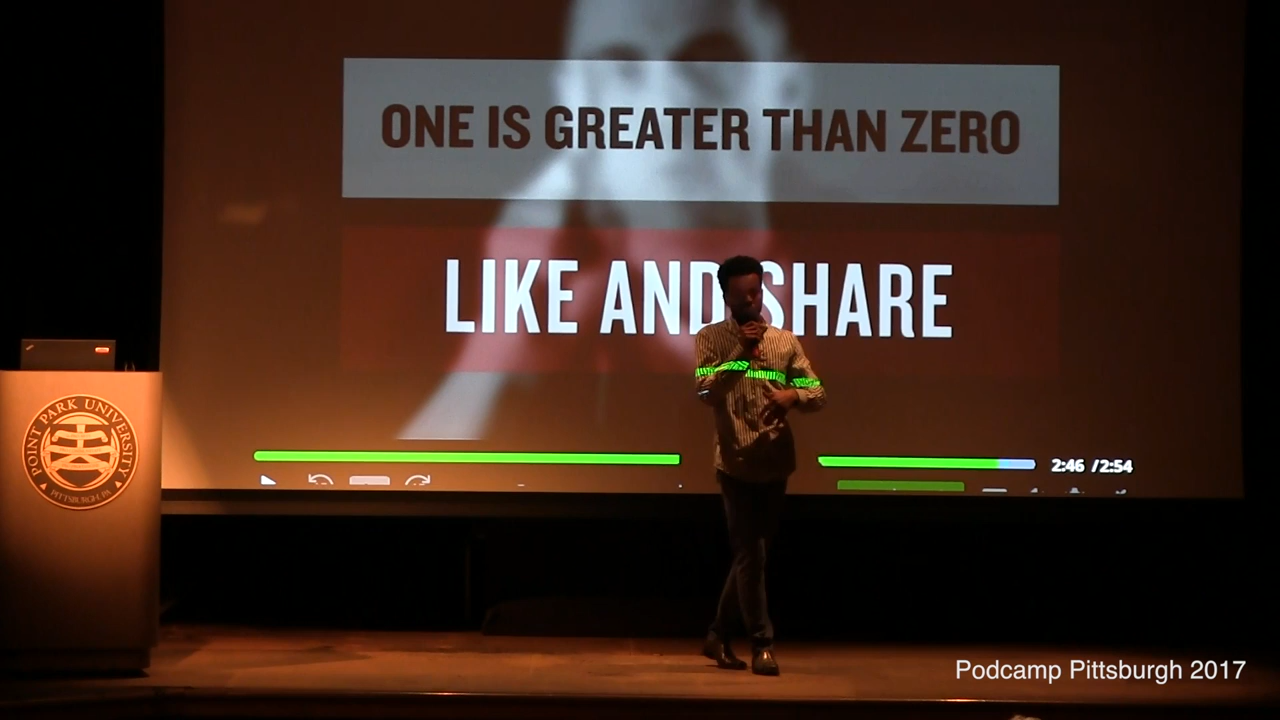 ONE IS GREATER THAN ZERO
LIKE AND SHARE
2:46 /2:54
POINT PARK UNIVERSITY
PITTSBURGH, PA
Podcamp Pittsburgh 2017